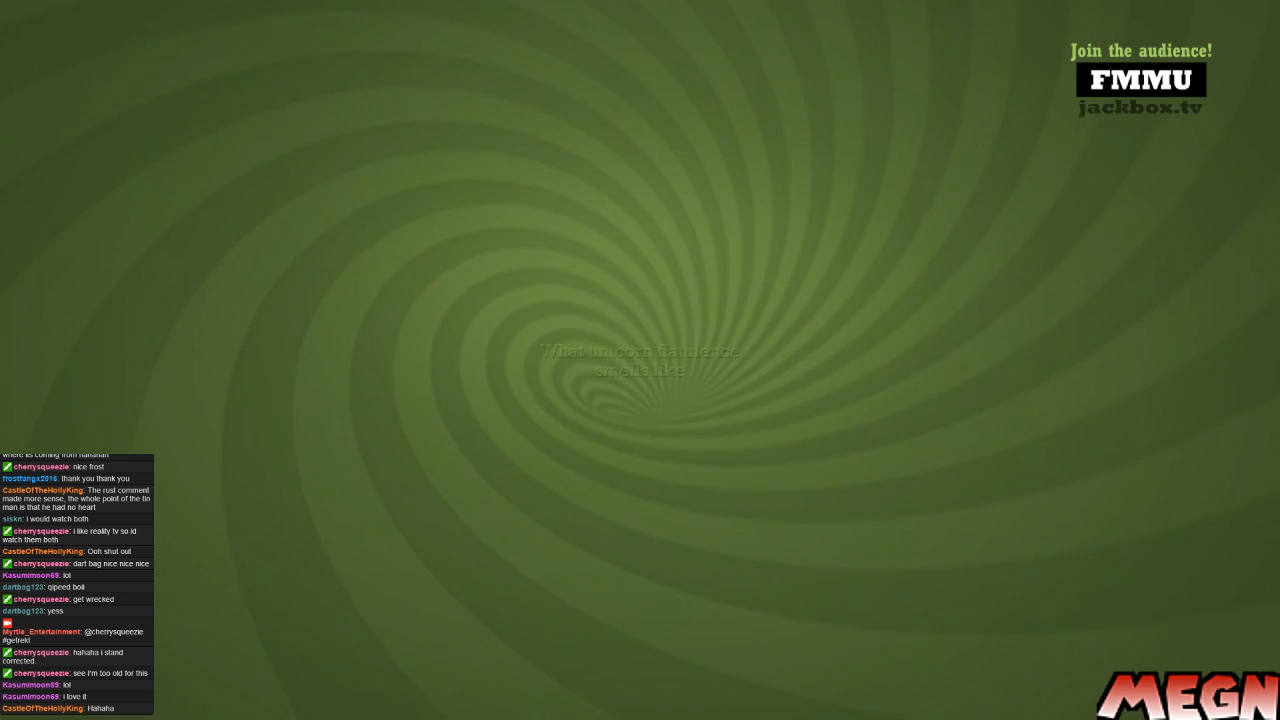 Join the audience!
FMMU
jackbox.tv
What unicorn flatulence
smells like
cherrysqueezie: nice frost
frostfangx2016: thank you thank you
CastleOfTheHollyKing: The rust comment
made more sense, the whole point of the tin
man is that he had no heart
siskn: i would watch both
cherrysqueezie: i like reality tv so id
watch them both
CastleOfTheHollyKing: Ooh shut out
cherrysqueezie: dart bag nice nice nice
Kasumimoon69: lol
dartbag123: qipeed boii
cherrysqueezie: get wrecked
dartbag123: yess
Myrtle_Entertainment: @cherrysqueezie
#getrekt
cherrysqueezie: hahaha i stand
corrected.
cherrysqueezie: see I'm too old for this
Kasumimoon69: lol
Kasumimoon69: i love it
CastleOfTheHollyKing: Hahaha
MEGN